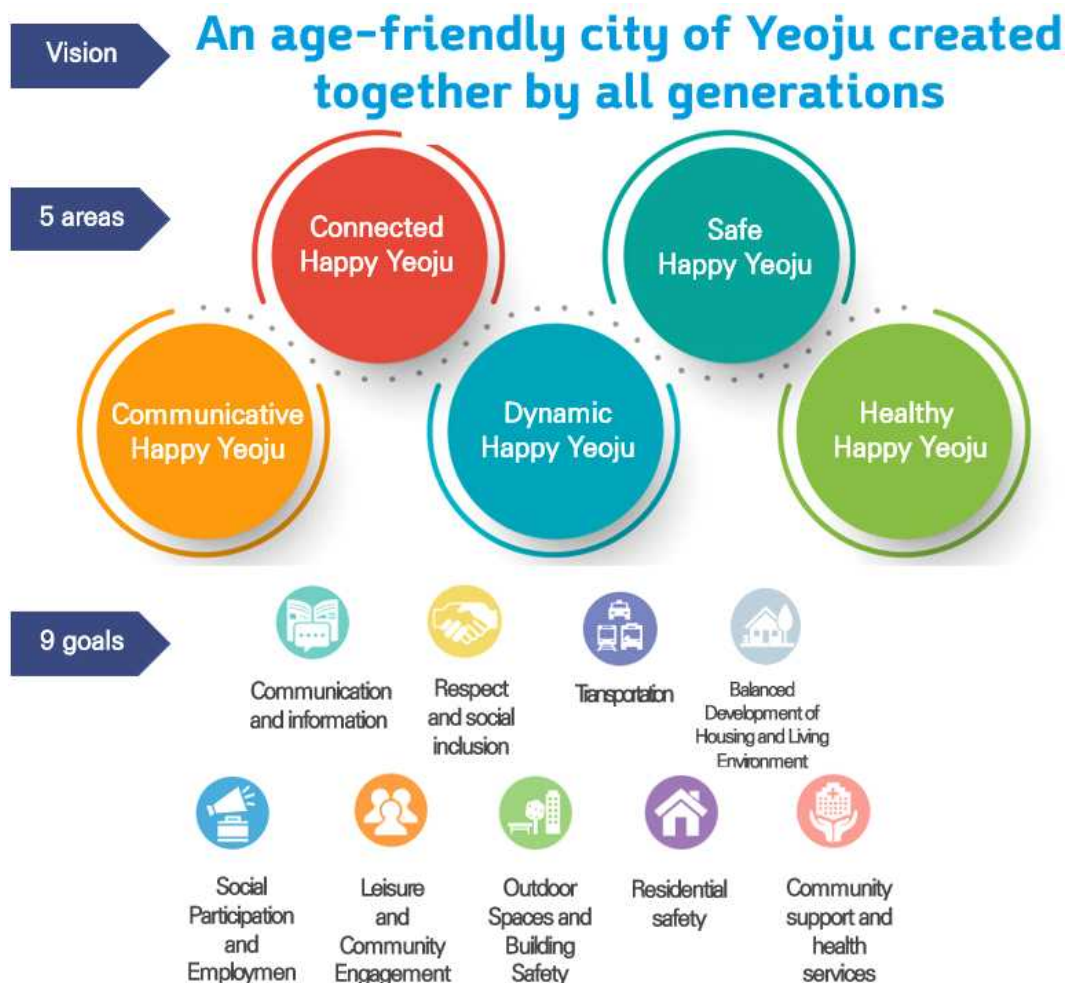 Vision
An age-friendly city of Yeoju created
together by all generations
5 areas
Connected
Happy Yeoju
Safe
Happy Yeoju
Communicative
Happy Yeoju
Dynamic
Happy Yeoju
Healthy
Happy Yeoju
9 goals
Communication
and information
Respect
and social
inclusion
Transportation
Balanced
Development of
Housing and Living
Environment
Social
Participation
and
Employmen
Leisure
and
Community
Engagement
Outdoor
Spaces and
Building
Safety
Residential
safety
Community
support and
health
services